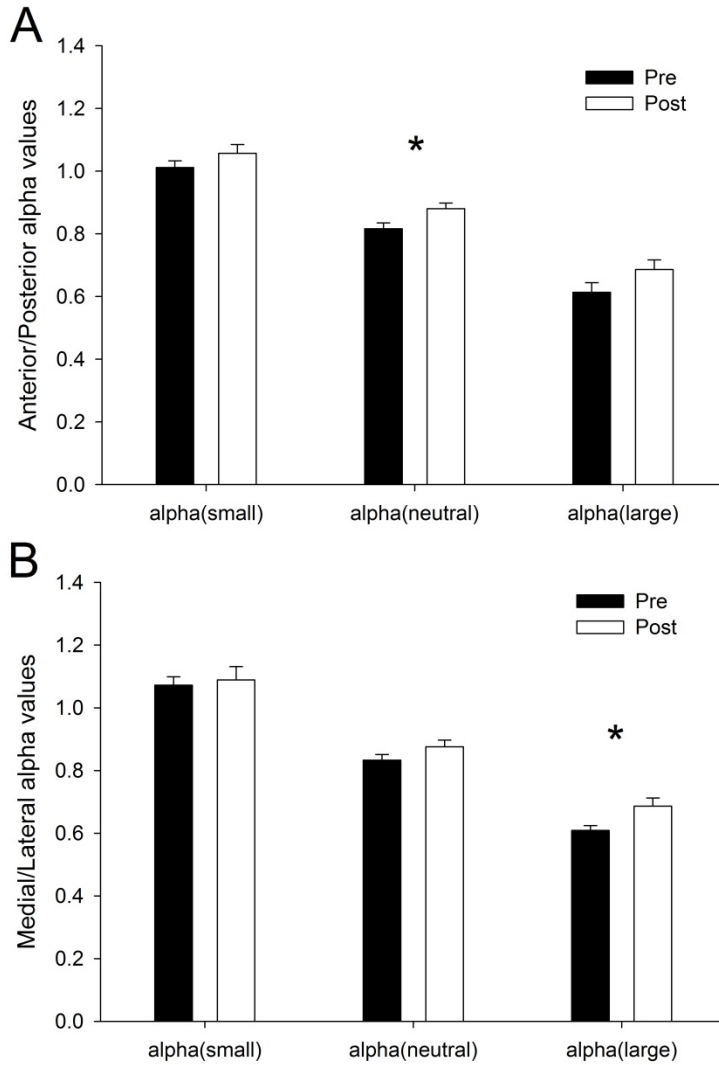 A
Anterior/Posterior alpha values
1.4
1.2
1.0
0.8
0.6
0.4
0.2
0.0
Pre
Post
*
alpha(small) alpha(neutral) alpha(large)
B
Medial/Lateral alpha values
1.4
1.2
1.0
0.8
0.6
0.4
0.2
0.0
Pre
Post
*
alpha(small) alpha(neutral) alpha(large)